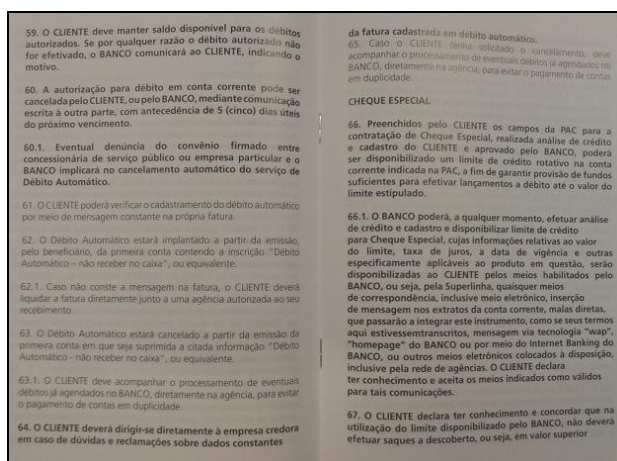 59. O CLIENTE deve manter saldo disponível para os débitos
autorizados. Se por qualquer razão o débito autorizado não
for efetivado, o BANCO comunicará ao CLIENTE, indicando o
motivo.
60. A autorização para débito em conta corrente pode ser
cancelada pelo CLIENTE, ou pelo BANCO, mediante comunicação
escrita à outra parte, com antecedência de 5 (cinco) dias úteis
do próximo vencimento.
60.1. Eventual denúncia do convênio firmado entre
concessionária de serviço público ou empresa particular e o
BANCO implicará no cancelamento automático do serviço de
Débito Automático.
61. O CLIENTE poderá verificar o cadastramento do débito automático
por meio de mensagem constante na própria fatura.
62. O Débito Automático estará implantado a partir da emissão,
pelo beneficiário, da primeira conta contendo a inscrição "Débito
Automático – não receber no caixa", ou equivalente.
62.1. Caso não conste a mensagem na fatura, o CLIENTE deverá
liquidar a fatura diretamente junto a uma agência autorizada ao seu
recebimento.
63. O Débito Automático estará cancelado a partir da emissão da
primeira conta em que seja suprimida a citada informação "Débito
Automático – não receber no caixa", ou equivalente.
63.1. O CLIENTE deve acompanhar o processamento de eventuais
débitos já agendados no BANCO, diretamente na agência, para evitar
o pagamento de contas em duplicidade.
64. O CLIENTE deverá dirigir-se diretamente à empresa credora
em caso de dúvidas e reclamações sobre dados constantes
da fatura cadastrada em débito automático.
65. Caso o CLIENTE tenha solicitado o cancelamento, deve
acompanhar o processamento de eventuais débitos já agendados no
BANCO, diretamente na agência, para evitar o pagamento de contas
em duplicidade.
CHEQUE ESPECIAL
66. Preenchidos pelo CLIENTE os campos da PAC para a
contratação de Cheque Especial, realizada análise de crédito
e cadastro do CLIENTE e aprovado pelo BANCO, poderá
ser disponibilizado um limite de crédito rotativo na conta
corrente indicada na PAC, a fim de garantir provisão de fundos
suficientes para efetivar lançamentos a débito até o valor do
limite estipulado.
66.1. O BANCO poderá, a qualquer momento, efetuar análise
de crédito e cadastro e disponibilizar limite de crédito
para Cheque Especial, cujas informações relativas ao valor
do limite, taxa de juros, a data de vigência e outras
especificamente aplicáveis ao produto em questão, serão
disponibilizadas ao CLIENTE pelos meios habilitados pelo
BANCO, ou seja, pela Superlinha, quaisquer meios
de correspondência, inclusive meio eletrônico, inserção
de mensagem nos extratos da conta corrente, malas diretas,
que passarão a integrar este instrumento, como se seus termos
aqui estivessemtranscritos, mensagem via tecnologia "wap",
"homepage" do BANCO ou por meio do Internet Banking do
BANCO, ou outros meios eletrônicos colocados à disposição,
inclusive pela rede de agências. O CLIENTE declara
ter conhecimento e aceita os meios indicados como válidos
para tais comunicações.
67. O CLIENTE declara ter conhecimento e concordar que na
utilização do limite disponibilizado pelo BANCO, não deverá
efetuar saques a descoberto, ou seja, em valor superior